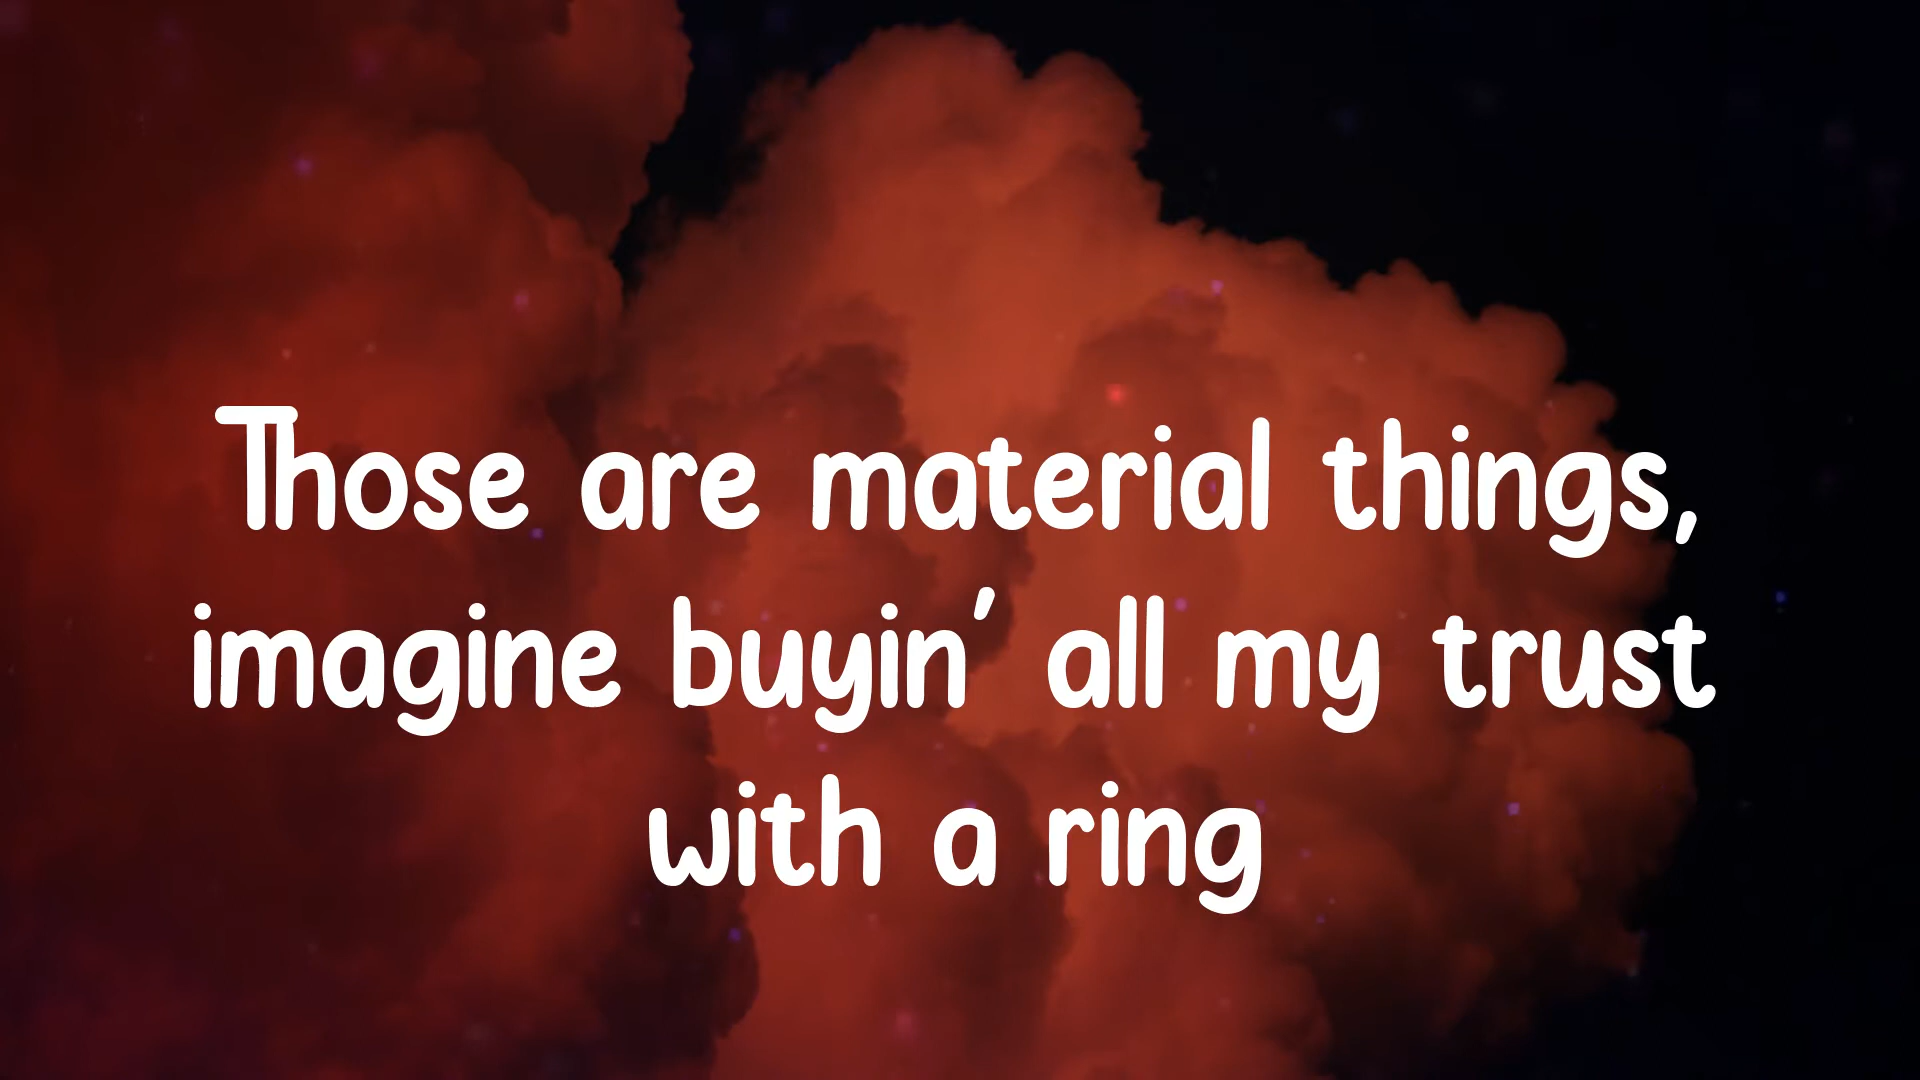 Those are material things,
imagine buyin' all my trust
with a ring